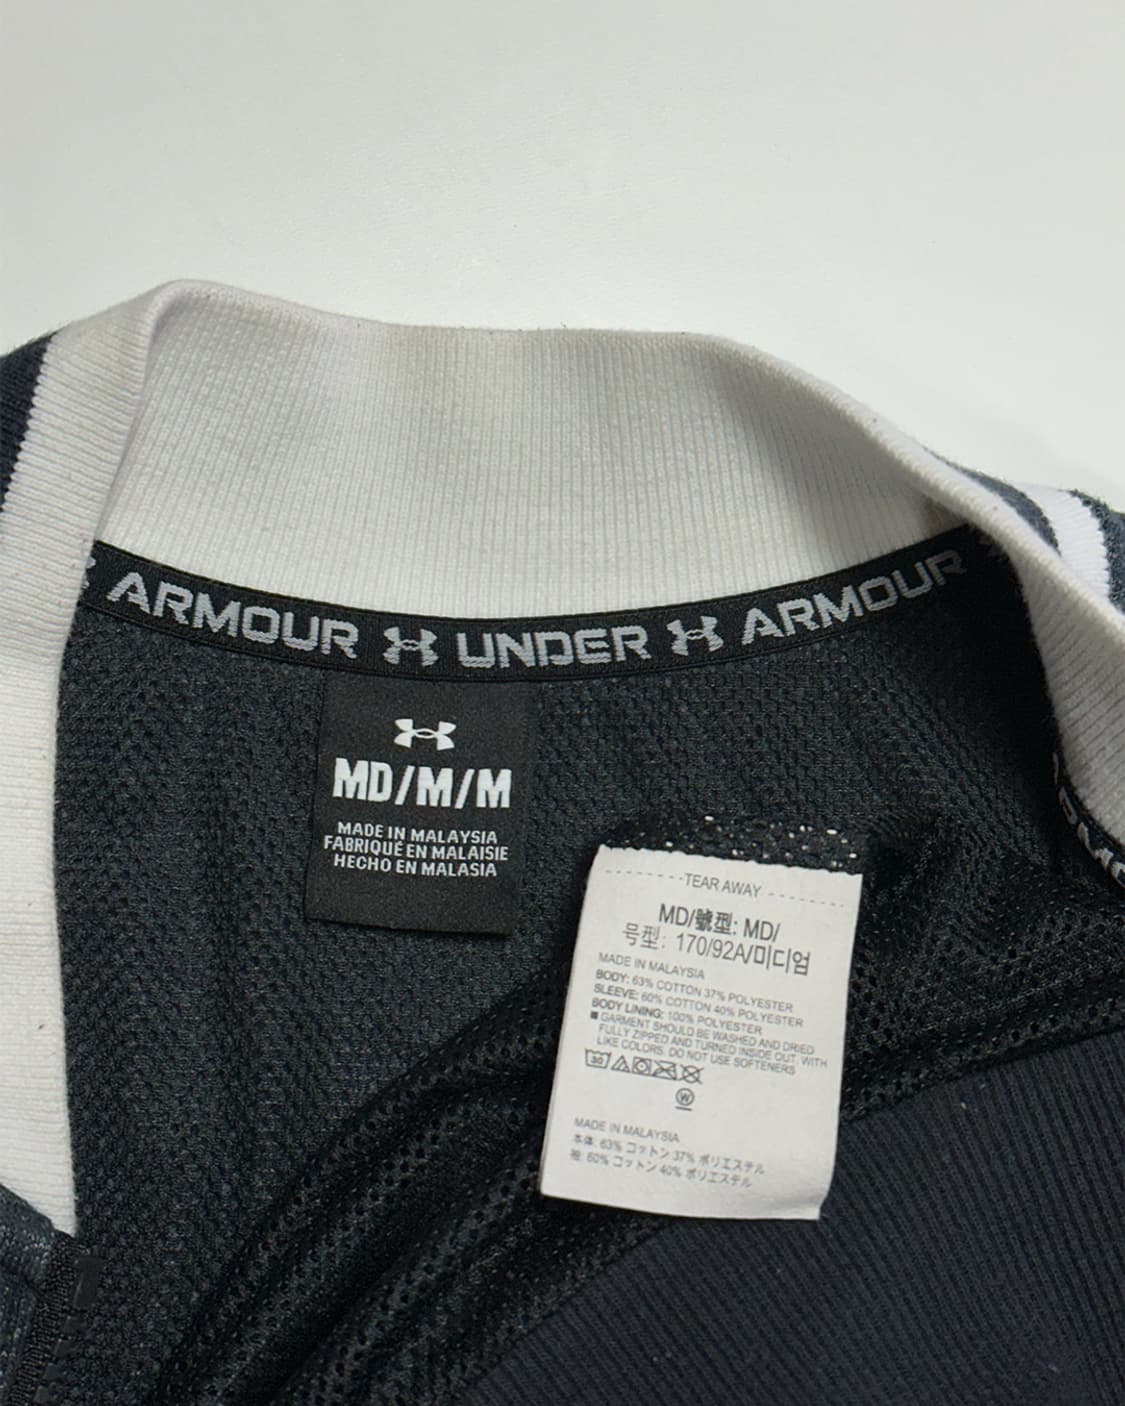 ARMOUR UNDER ARMOUR
MD/M/M
MADE IN MALAYSIA
FABRIQUÉ EN MALAISIE
HECHO EN MALASIA
TEAR AWAY
MD/號型: MD/
号型: 170/92A/미디엄
MADE IN MALAYSIA
BODY: 63% COTTON 37% POLYESTER
SLEEVE: 60% COTTON 40% POLYESTER
BODY LINING: 100% POLYESTER
■ GARMENT SHOULD BE WASHED AND DRIED
FULLY ZIPPED AND TURNED INSIDE OUT. WITH
LIKE COLORS. DO NOT USE SOFTENERS
30
W
MADE IN MALAYSIA
本体: 63% コットン 37% ポリエステル
袖: 60% コットン 40% ポリエステル